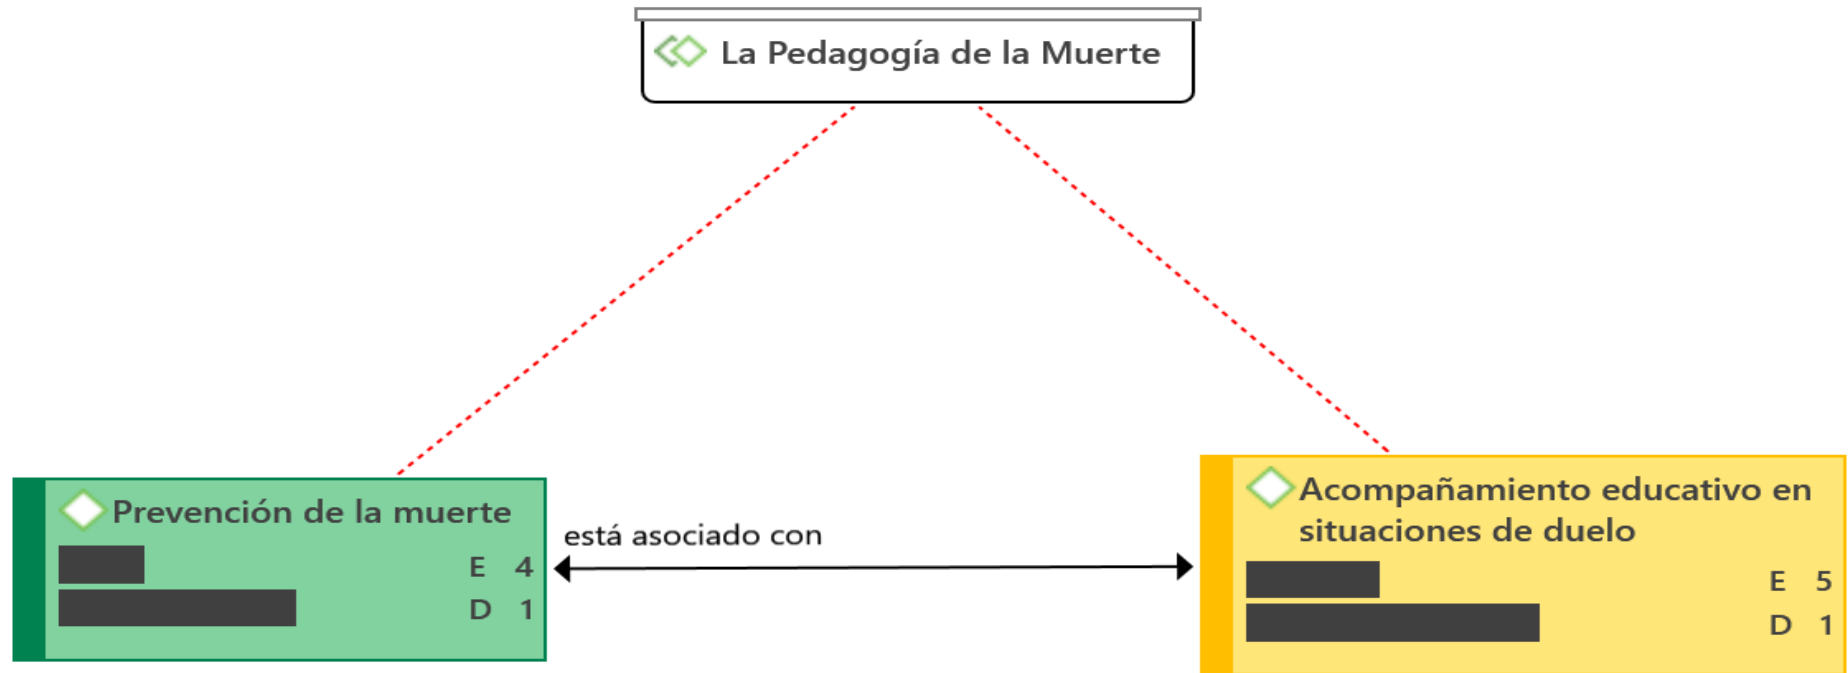 La Pedagogía de la Muerte
Prevención de la muerte
E 4
D 1
está asociado con
Acompañamiento educativo en
situaciones de duelo
E 5
D 1